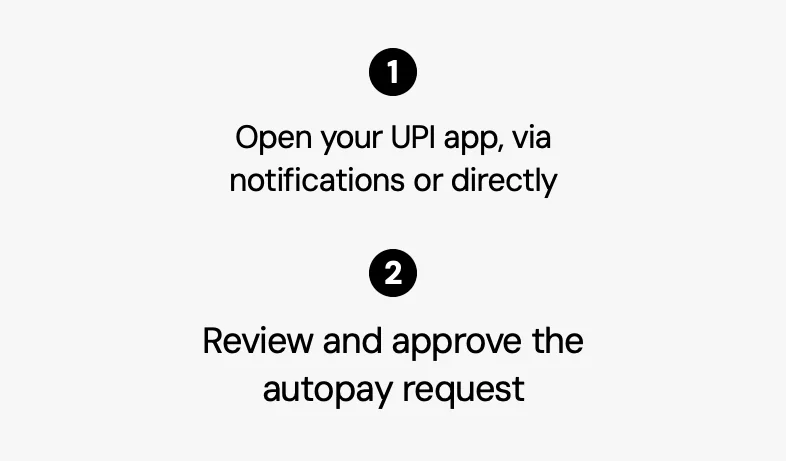 1
Open your UPI app, via
notifications or directly
2
Review and approve the
autopay request